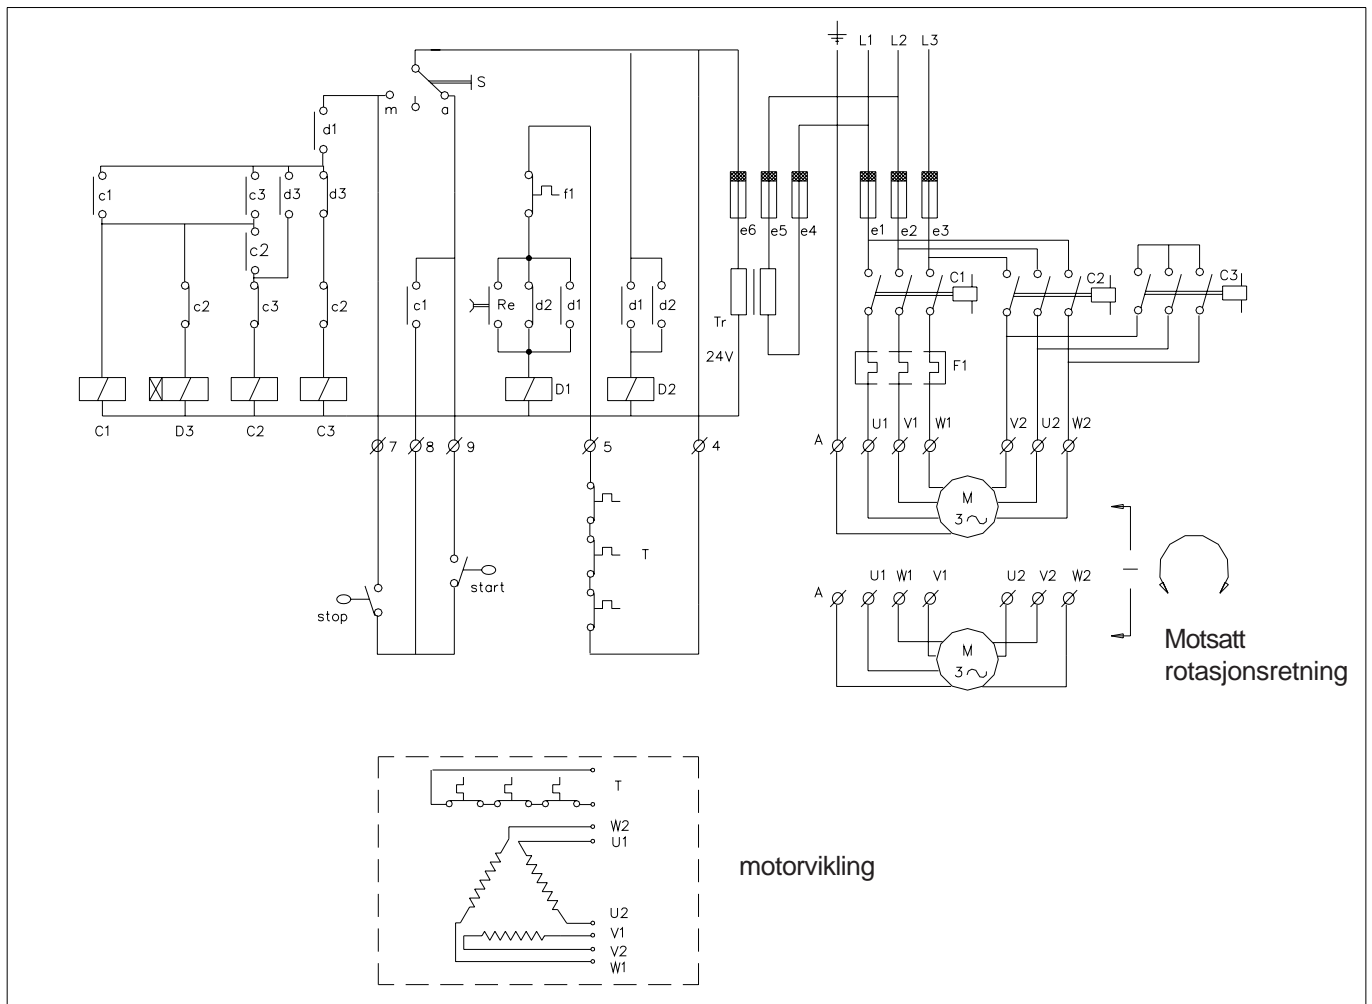 L1 L2 L3
S
m a
d1
c1 c3 d3 d3
f1
e6 e5 e4 e1 e2 e3
c2
C1 C2 C3
c2 c3 c2 c1 Re d2 d1 d1 d2
Tr
24V
F1
D1 D2
C1 D3 C2 C3
7 8 9 5 4
A U1 V1 W1 V2 U2 W2
M
3
T
start
stop
A U1 W1 V1 U2 V2 W2
M
3
Motsatt
rotasjonsretning
T
W2
U1
motorvikling
U2
V1
V2
W1